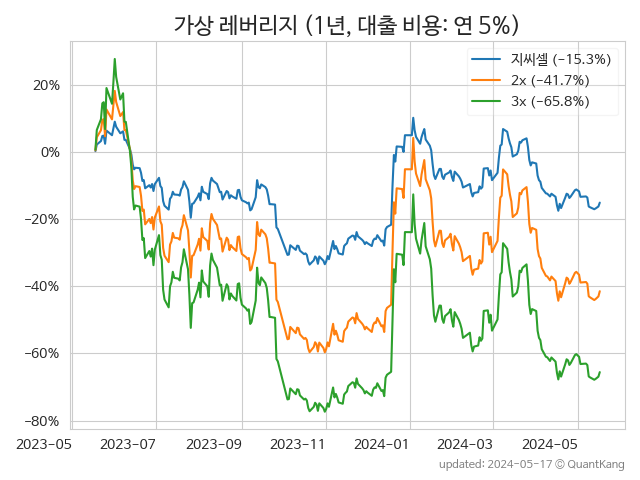 가상 레버리지 (1년, 대출 비용: 연 5%)
지씨셀 (−15.3%)
2x (−41.7%)
3x (−65.8%)
20%
0%
−20%
−40%
−60%
−80%
2023-05 2023-07 2023-09 2023-11 2024-01 2024-03 2024-05
updated: 2024-05-17 © QuantKang